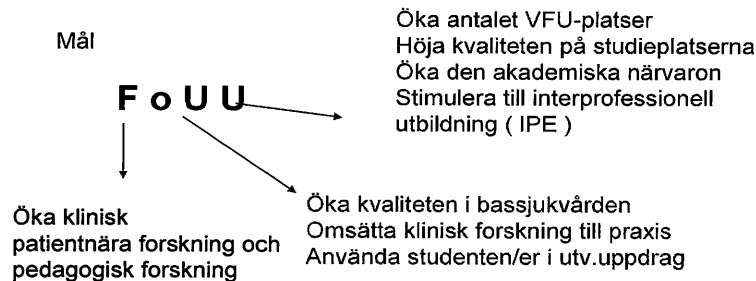 Mål
F o U U
Öka antalet VFU-platser
Höja kvaliteten på studieplatserna
Öka den akademiska närvaron
Stimulera till interprofessionell
utbildning ( IPE )
Öka klinisk
patientnära forskning och
pedagogisk forskning
Öka kvaliteten i bassjukvården
Omsätta klinisk forskning till praxis
Använda studenten/er i utv.uppdrag